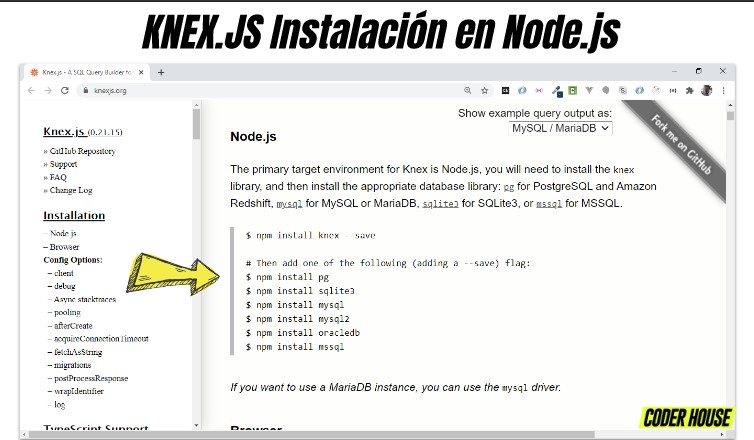 KNEX.JS Instalación en Node.js
Knex.js - A SQL Query Builder for
knexjs.org
Show example query output as:
MySQL / MariaDB
Fork me on GitHub
Knex.js (0.21.15)
» GitHub Repository
» Support
» FAQ
» Change Log
Installation
– Node.js
– Browser
Config Options:
– client
– debug
– Async stacktraces
– pooling
– afterCreate
– acquireConnectionTimeout
– fetchAsString
– migrations
– postProcessResponse
– wrapIdentifier
– log
TypeScript Support
Node.js
The primary target environment for Knex is Node.js, you will need to install the knex
library, and then install the appropriate database library: pg for PostgreSQL and Amazon
Redshift, mysql for MySQL or MariaDB, sqlite3 for SQLite3, or mssql for MSSQL.
$ npm install knex --save
# Then add one of the following (adding a --save) flag:
$ npm install pg
$ npm install sqlite3
$ npm install mysql
$ npm install mysql2
$ npm install oracledb
$ npm install mssql
If you want to use a MariaDB instance, you can use the mysql driver.
Browser
CODER HOUSE